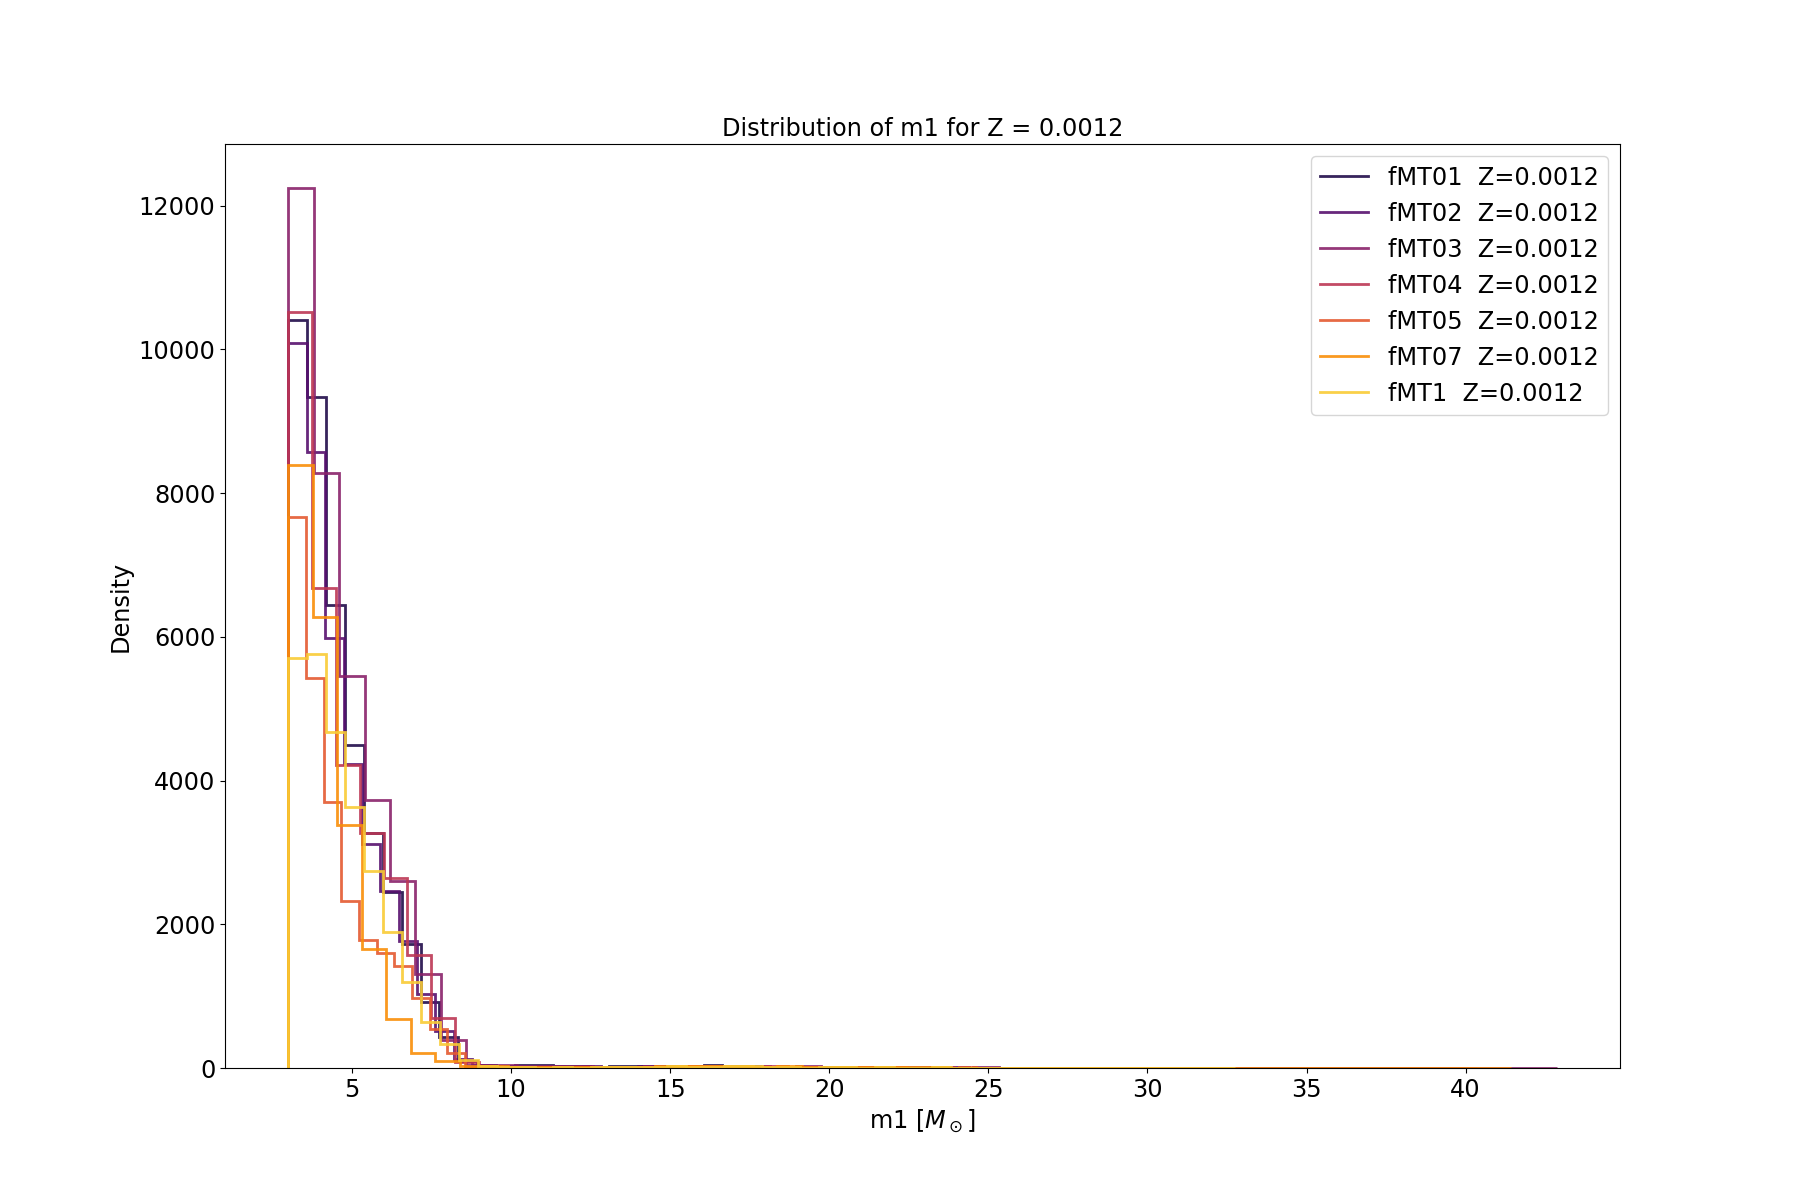 Distribution of m1 for Z = 0.0012
12000
10000
8000
6000
4000
2000
0
Density
fMT01 Z=0.0012
fMT02 Z=0.0012
fMT03 Z=0.0012
fMT04 Z=0.0012
fMT05 Z=0.0012
fMT07 Z=0.0012
fMT1 Z=0.0012
5 10 15 20 25 30 35 40
m1 [M⊙]